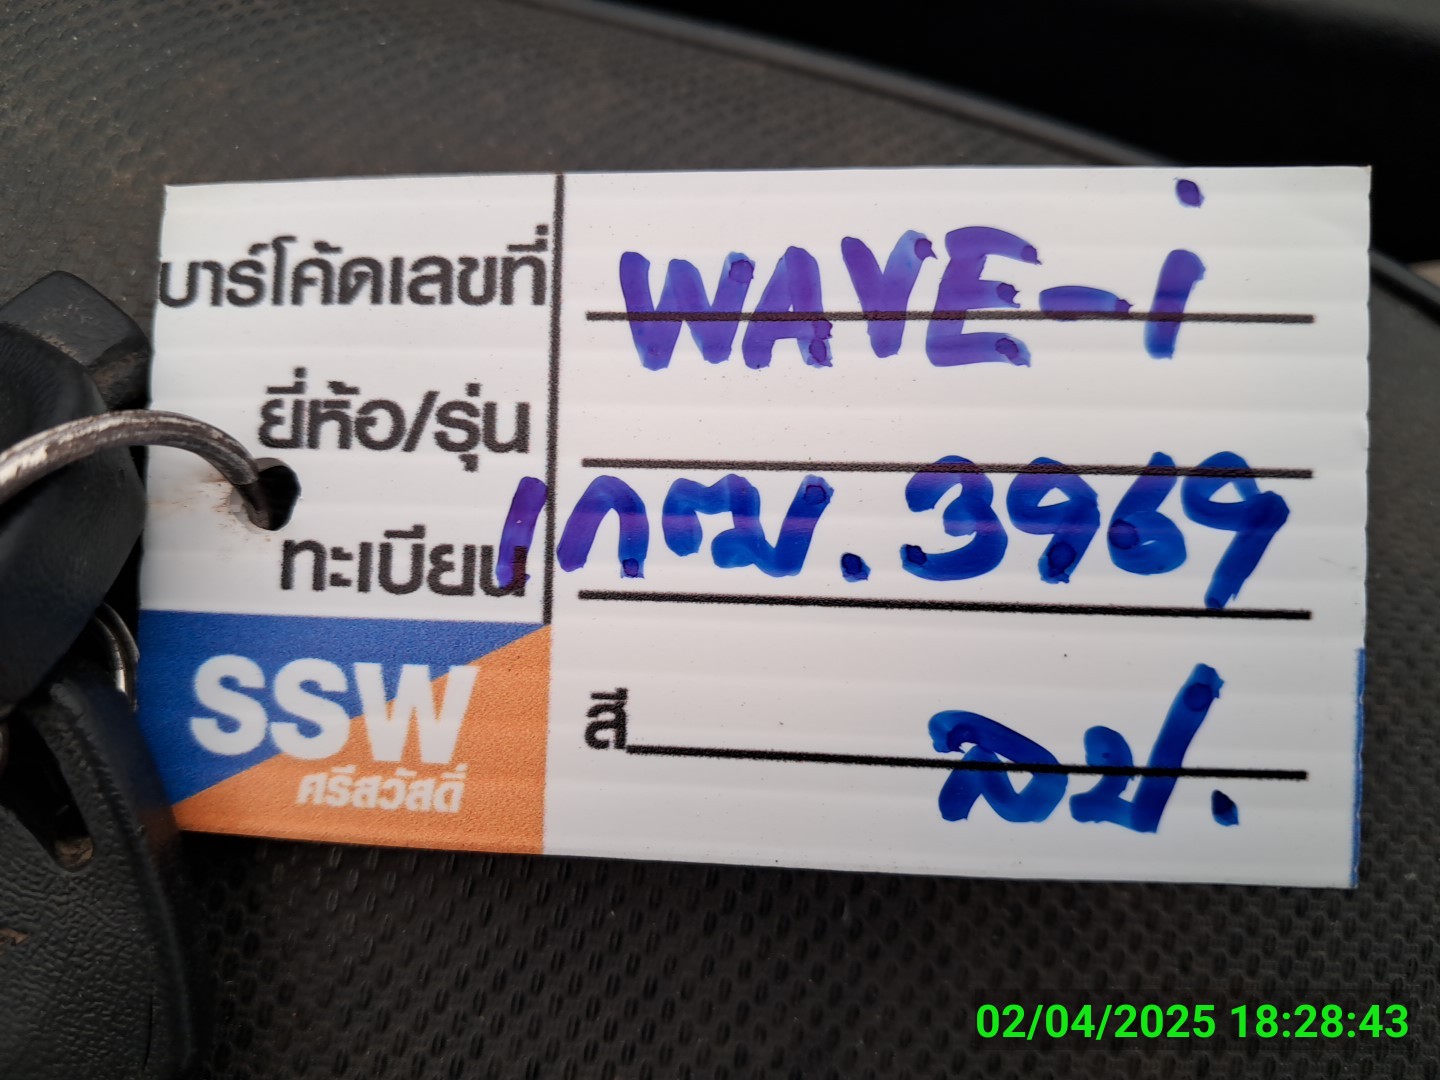 บาร์โค้ดเลขที่ WAVE-i
ยี่ห้อ/รุ่น
ทะเบียน 1กฒ. 3969
สี ลป.
SSW
ศรีสวัสดิ์
02/04/2025 18:28:43